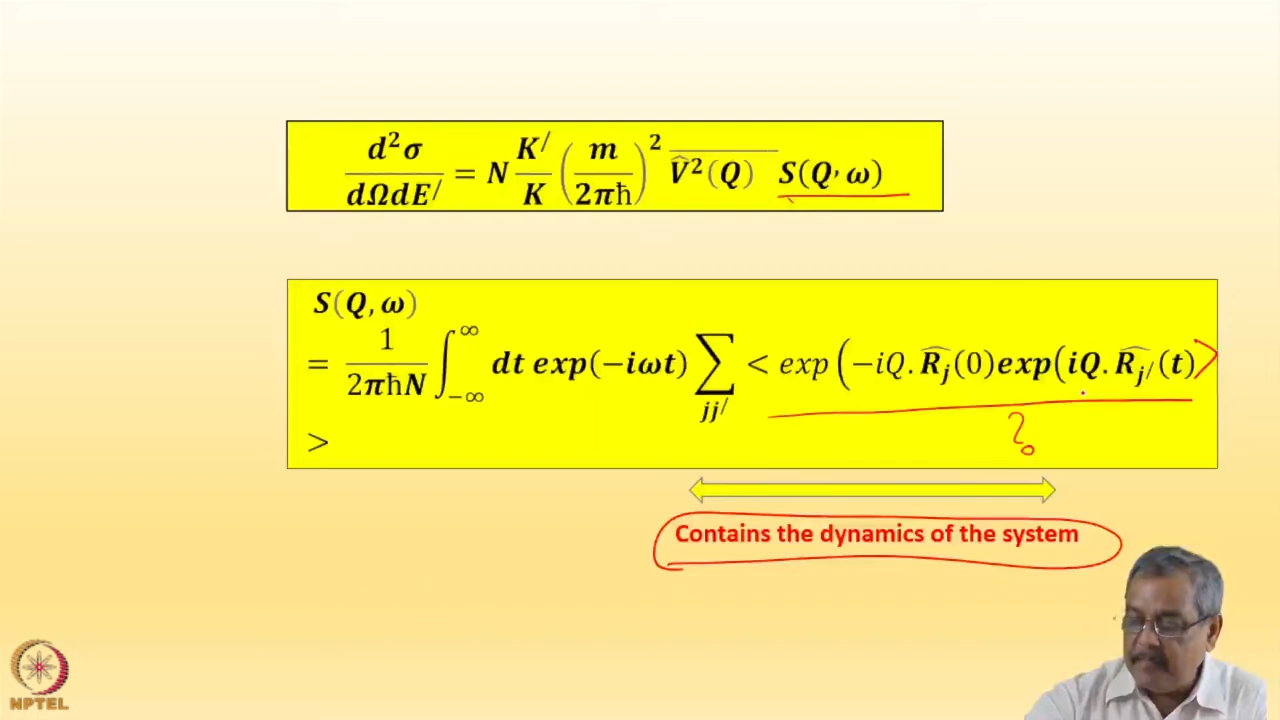 d²σ/dΩdE/ = N K//K (m/2πħ)² V̂²(Q) S(Q, ω)
S(Q, ω)
= 1/2πħN ∫_{-∞}^{∞} dt exp(−iωt) ∑_{jj/} < exp(−iQ. R̂_j(0)exp(iQ. R̂_{j/}(t) >
>
?
Contains the dynamics of the system
NPTEL